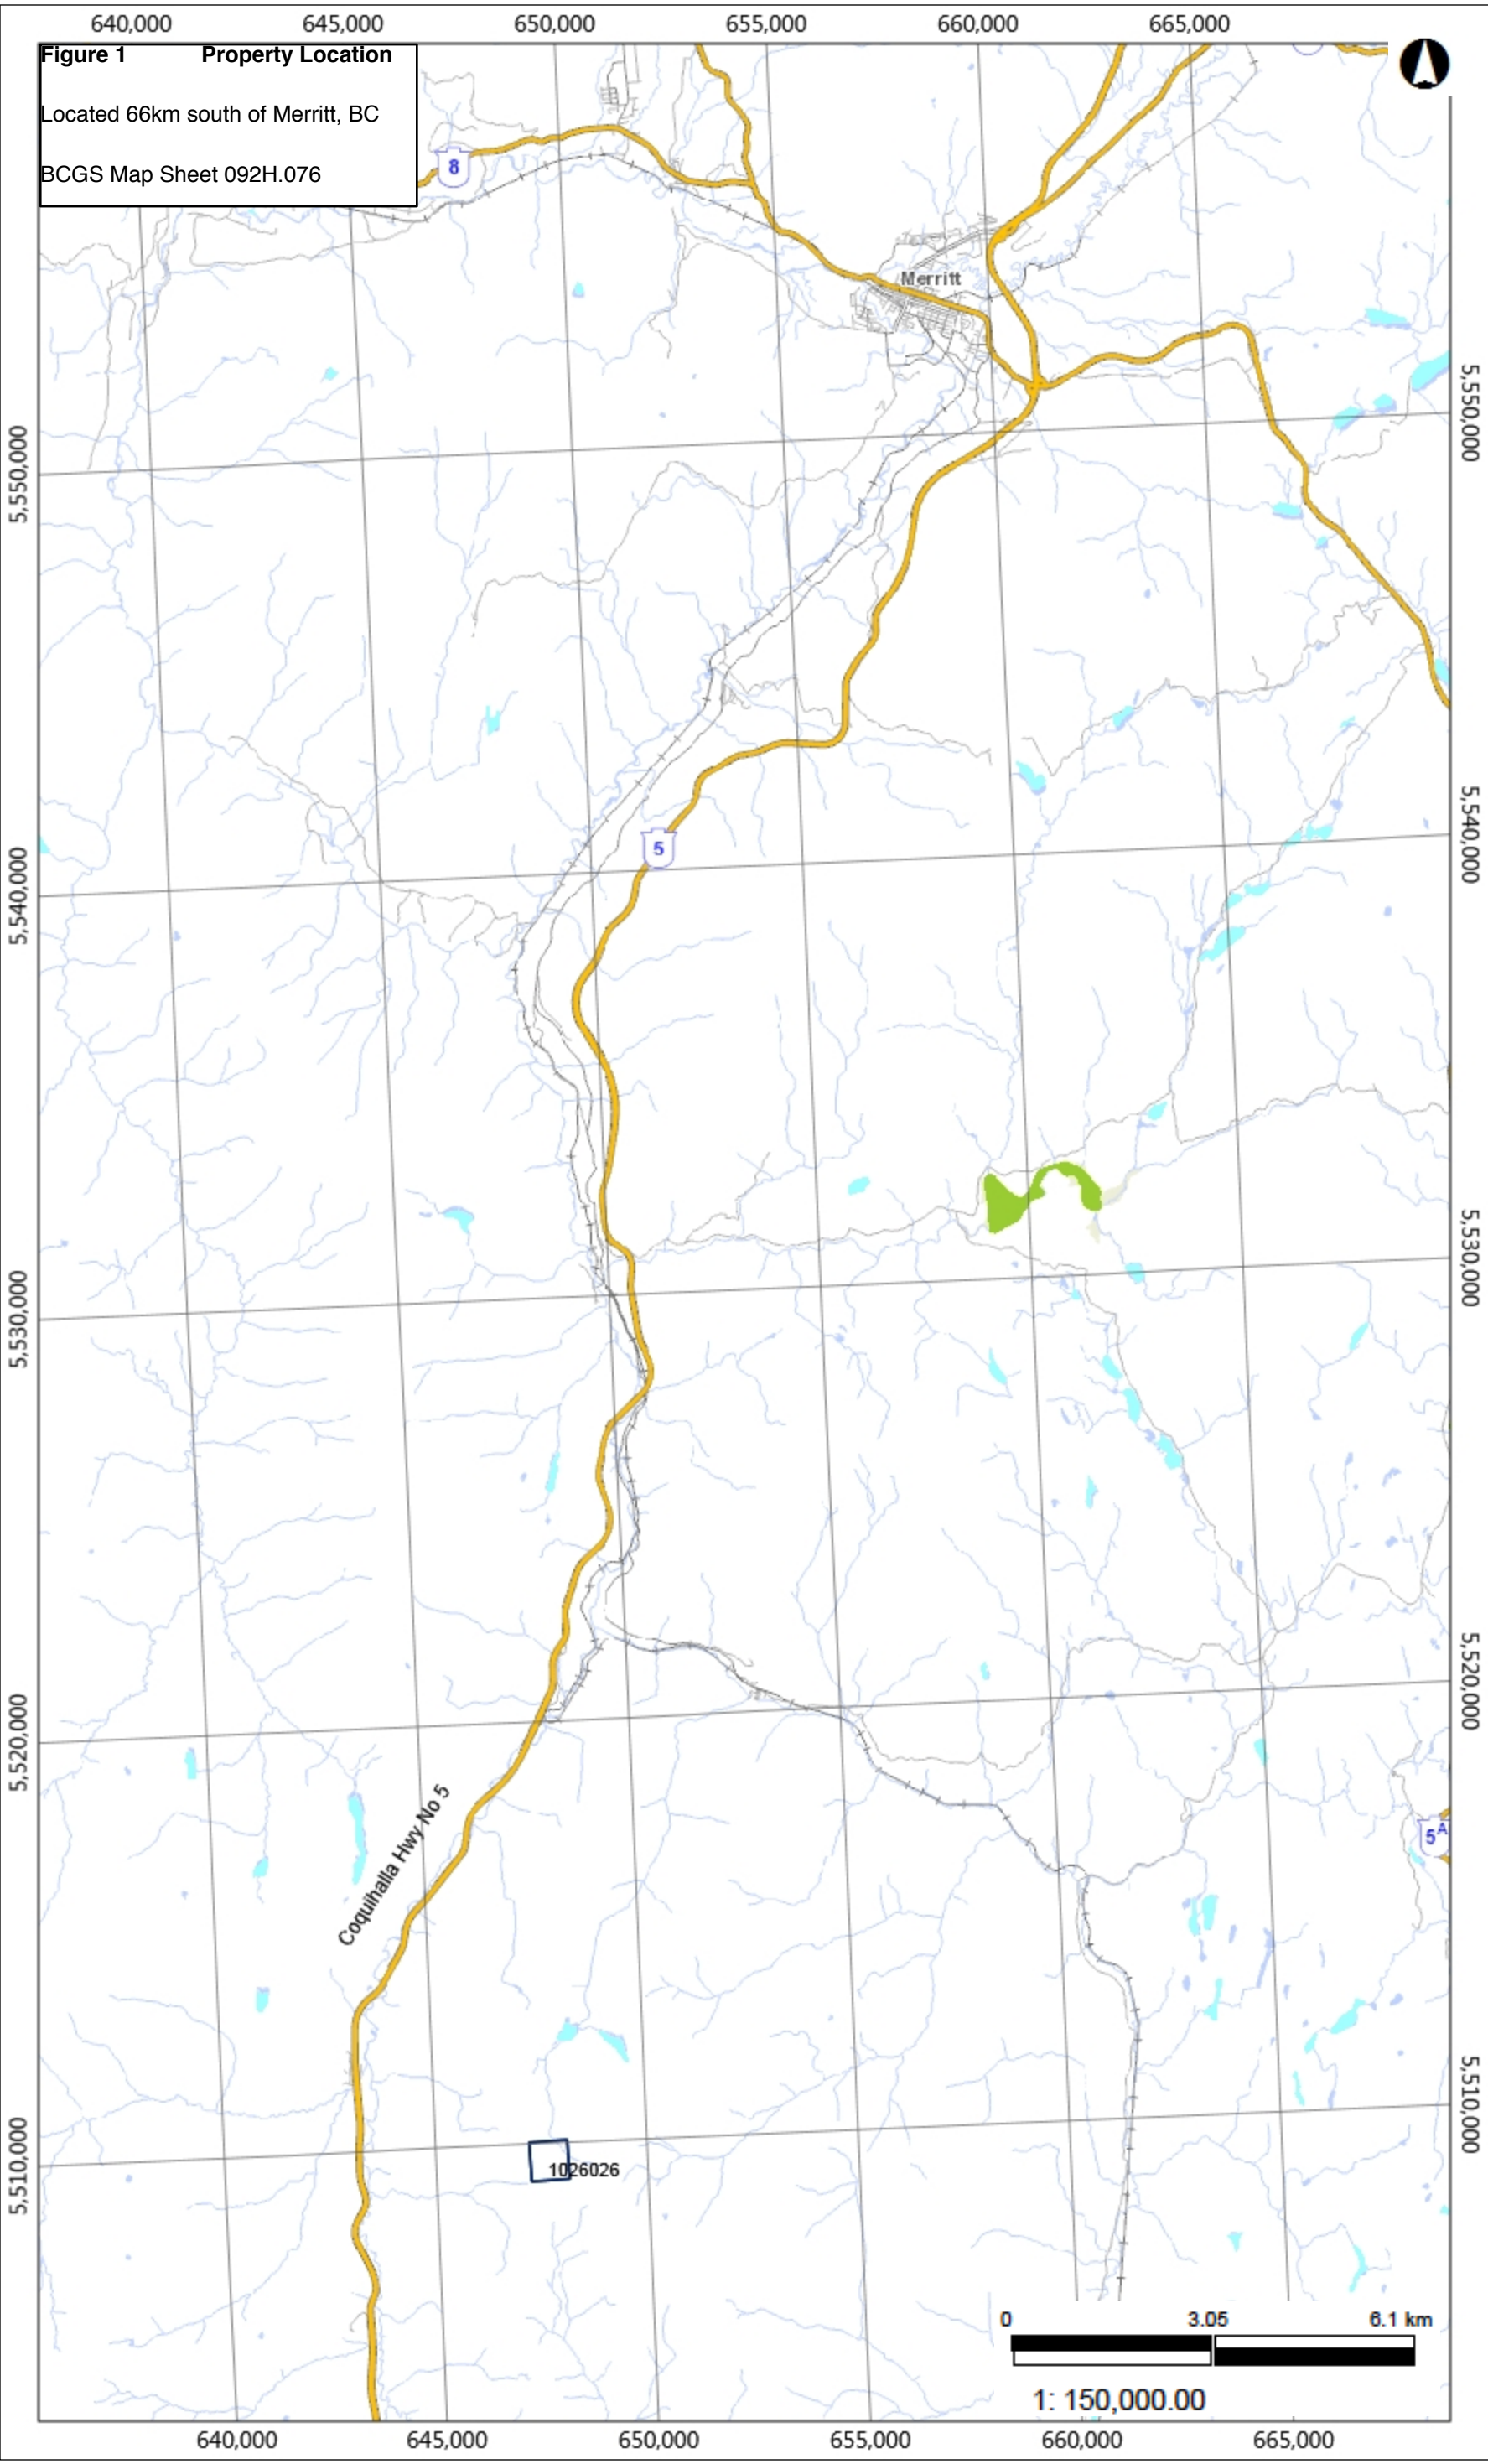 640,000 645,000 650,000 655,000 660,000 665,000
Figure 1 Property Location
Located 66km south of Merritt, BC
BCGS Map Sheet 092H.076
8
Merritt
5,550,000
5,550,000
5
5,540,000
5,540,000
5,530,000
5,530,000
5,520,000
5,520,000
Coquihalla Hwy No 5
5A
5,510,000
5,510,000
1026026
0 3.05 6.1 km
1: 150,000.00
640,000 645,000 650,000 655,000 660,000 665,000